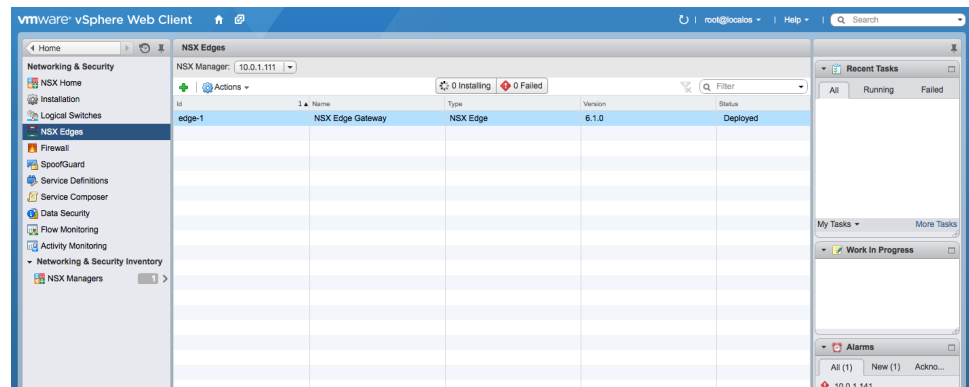 vmware® vSphere Web Client
root@localos
Help
Search
Home
Networking & Security
NSX Home
Installation
Logical Switches
NSX Edges
Firewall
SpoofGuard
Service Definitions
Service Composer
Data Security
Flow Monitoring
Activity Monitoring
Networking & Security Inventory
NSX Managers 1
NSX Edges
NSX Manager: 10.0.1.111
Actions
0 Installing 0 Failed
Filter
Id 1 Name Type Version Status
edge-1 NSX Edge Gateway NSX Edge 6.1.0 Deployed
Recent Tasks
All Running Failed
My Tasks More Tasks
Work In Progress
Alarms
All (1) New (1) Ackno...
10.0.1.141